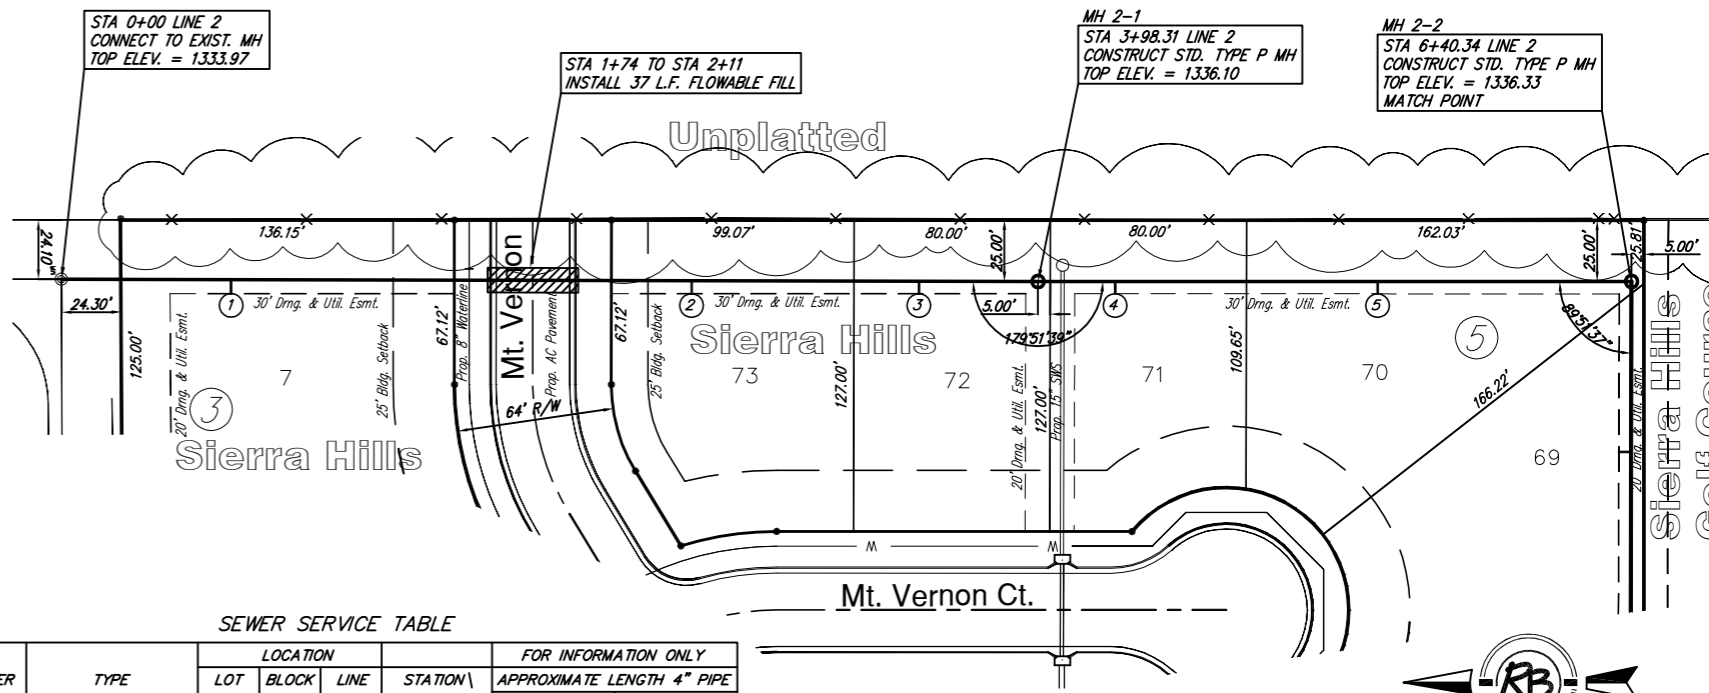 STA 0+00 LINE 2
CONNECT TO EXIST. MH
TOP ELEV. = 1333.97
STA 1+74 TO STA 2+11
INSTALL 37 L.F. FLOWABLE FILL
MH 2-1
STA 3+98.31 LINE 2
CONSTRUCT STD. TYPE P MH
TOP ELEV. = 1336.10
MH 2-2
STA 6+40.34 LINE 2
CONSTRUCT STD. TYPE P MH
TOP ELEV. = 1336.33
MATCH POINT
Unplatted
136.15'
99.07'
80.00'
80.00'
162.03'
24.10'
25.00'
25.00'
25.81'
5.00'
24.30'
1
30' Drng. & Util. Esmt.
2
30' Drng. & Util. Esmt.
3
5.00'
4
30' Drng. & Util. Esmt.
5
179°51'39"
89°51'37"
125.00'
20' Drng. & Util. Esmt.
7
3
25' Bldg. Setback
67.12'
Prop. 8" Waterline
Mt. Vernon
Prop. AC Pavement
67.12'
25' Bldg. Setback
64' R/W
Sierra Hills
Sierra Hills
73
127.00'
72
20' Drng. & Util. Esmt.
127.00'
Prop. 15" SWS
71
109.65'
70
5
166.22'
69
20' Drng. & Util. Esmt.
Sierra Hills
Golf Course
W
W
Mt. Vernon Ct.
SEWER SERVICE TABLE
LOCATION
FOR INFORMATION ONLY
ER
TYPE
LOT
BLOCK
LINE
STATION\
APPROXIMATE LENGTH 4" PIPE
RB